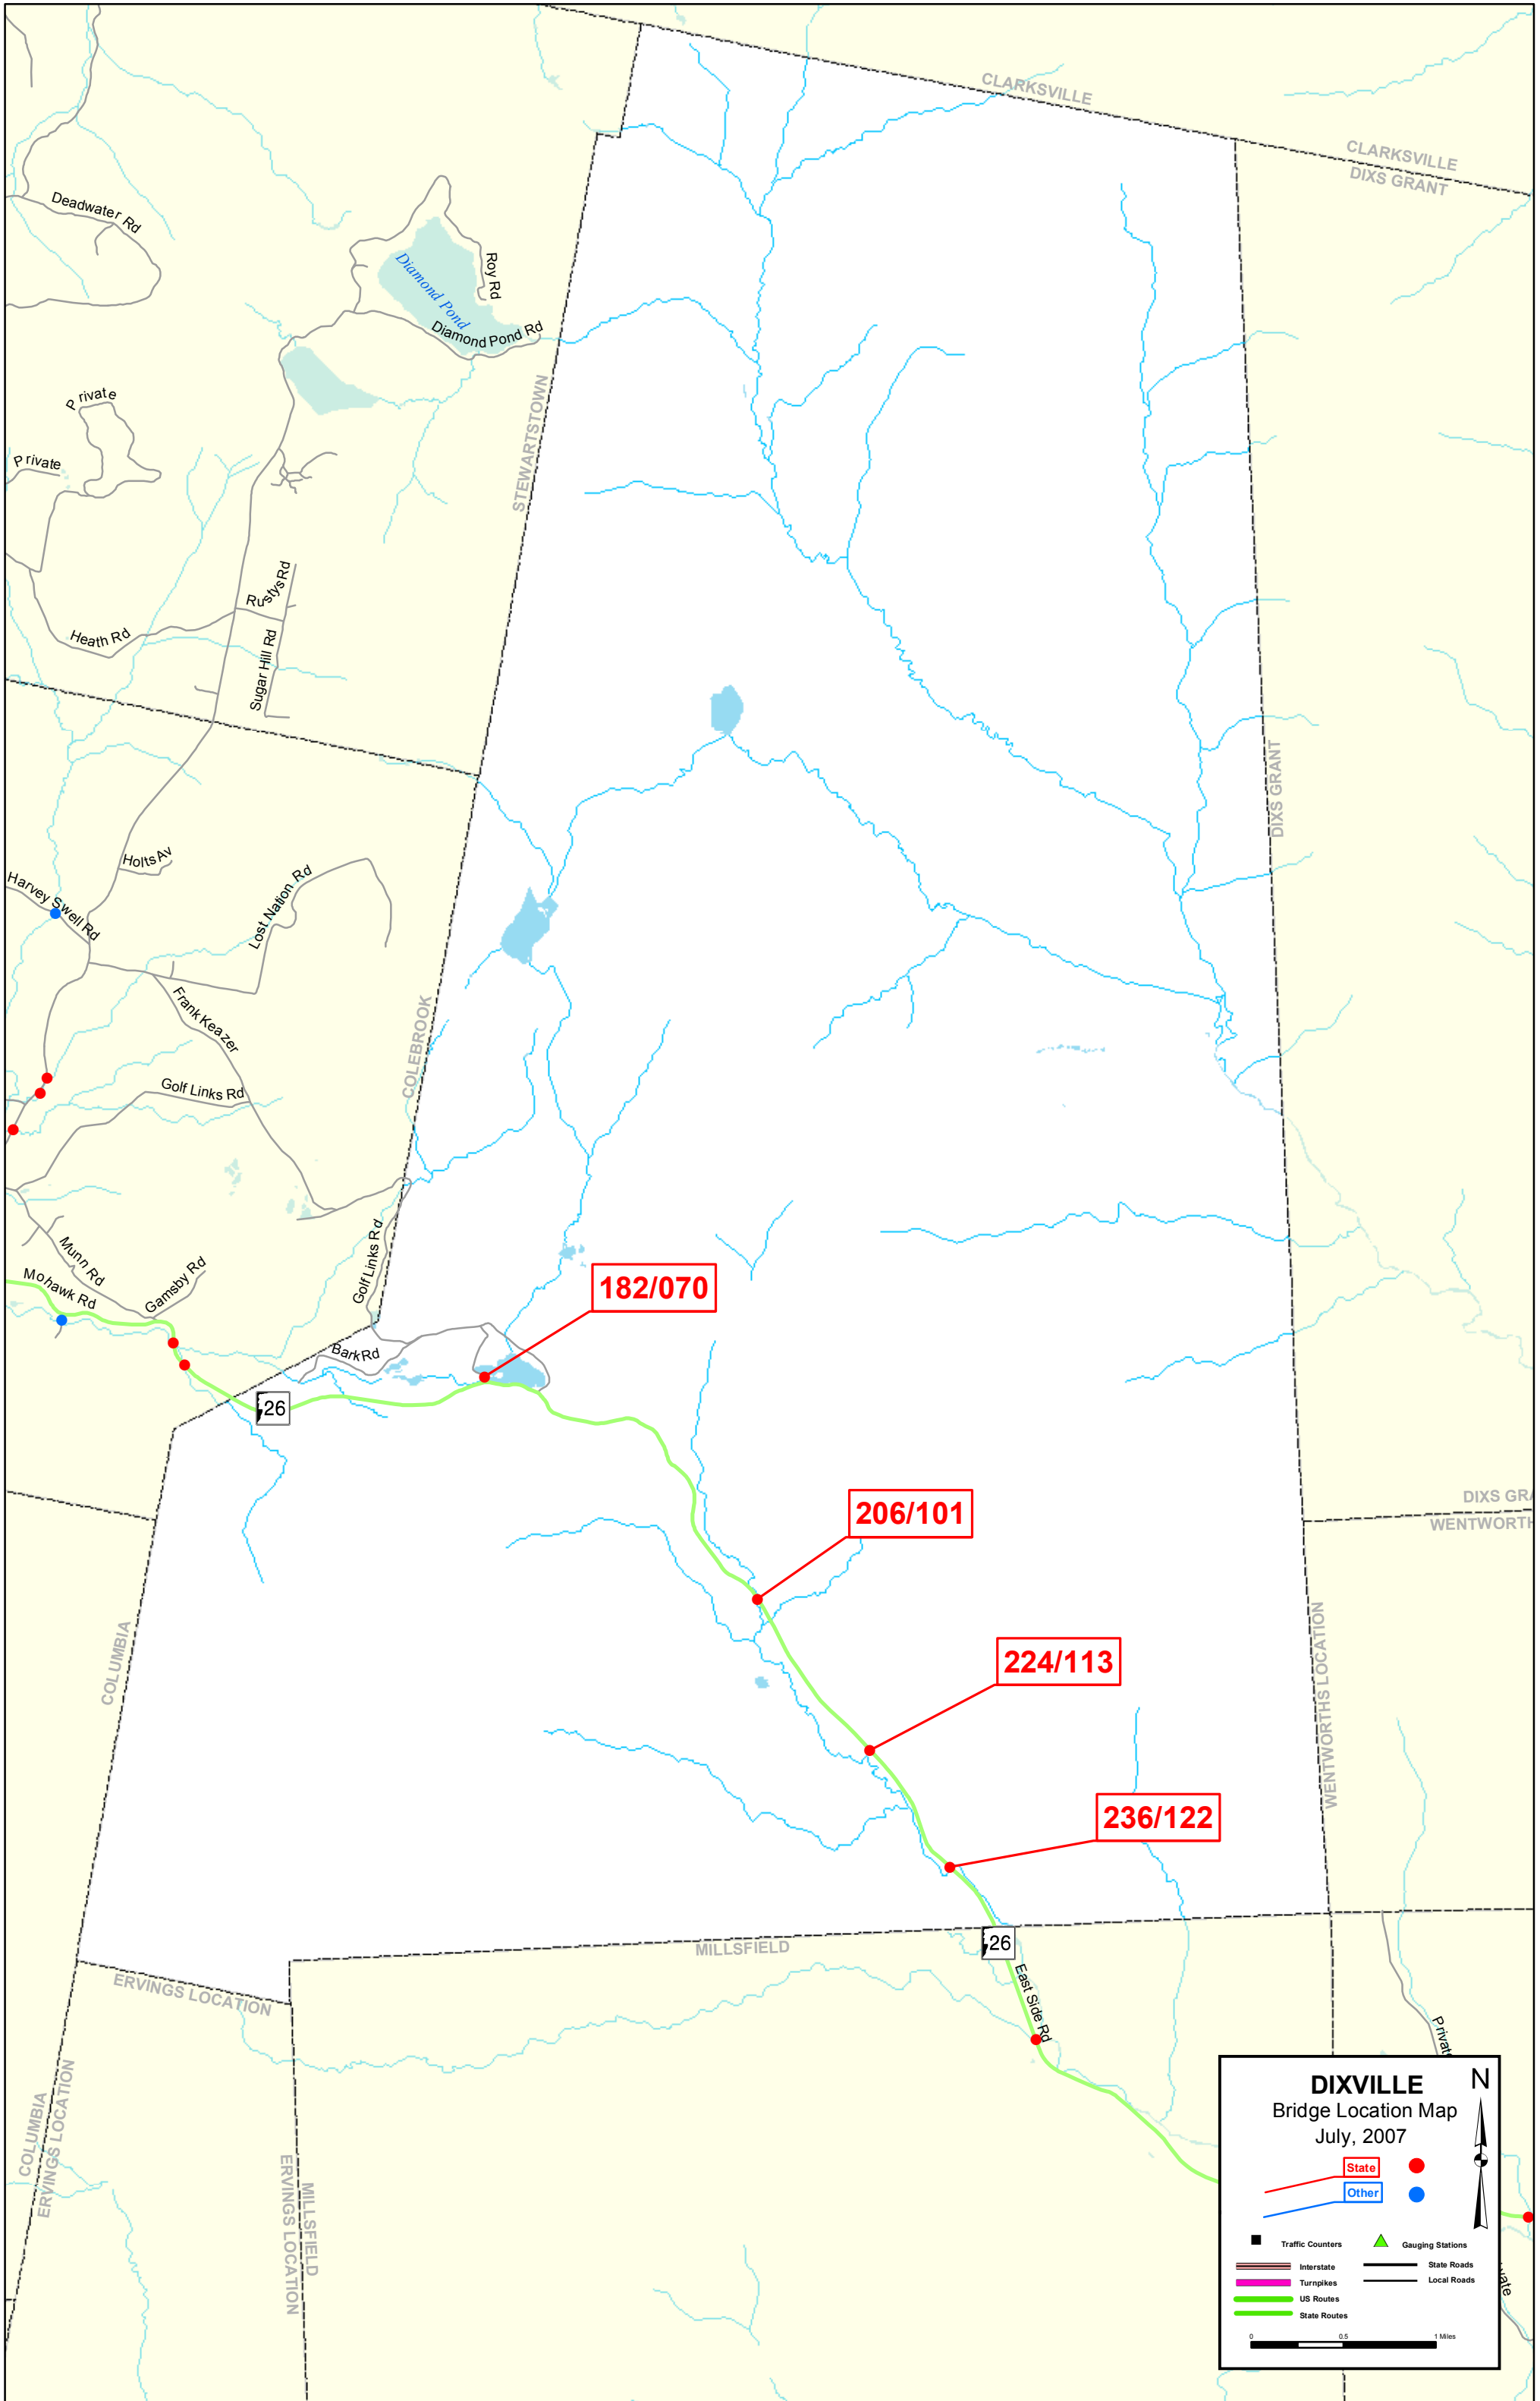 CLARKSVILLE
CLARKSVILLE
DIXS GRANT
Deadwater Rd
Roy Rd
Diamond Pond
Diamond Pond Rd
STEWARTSTOWN
Private
Private
Rustys Rd
Heath Rd
Sugar Hill Rd
DIXS GRANT
Holts Av
Harvey Swell Rd
Lost Nation Rd
Frank Keazer
COLEBROOK
Golf Links Rd
Golf Links Rd
Munn Rd
Mohawk Rd
Gamsby Rd
182/070
Bark Rd
26
206/101
DIXS GRA
WENTWORTH
COLUMBIA
224/113
WENTWORTHS LOCATION
236/122
MILLSFIELD
26
ERVINGS LOCATION
East Side Rd
Private
COLUMBIA
ERVINGS LOCATION
MILLSFIELD
ERVINGS LOCATION
DIXVILLE
N
Bridge Location Map
July, 2007
State
Other
Traffic Counters
Gauging Stations
Interstate
State Roads
Turnpikes
Local Roads
US Routes
State Routes
0 0.5 1 Miles